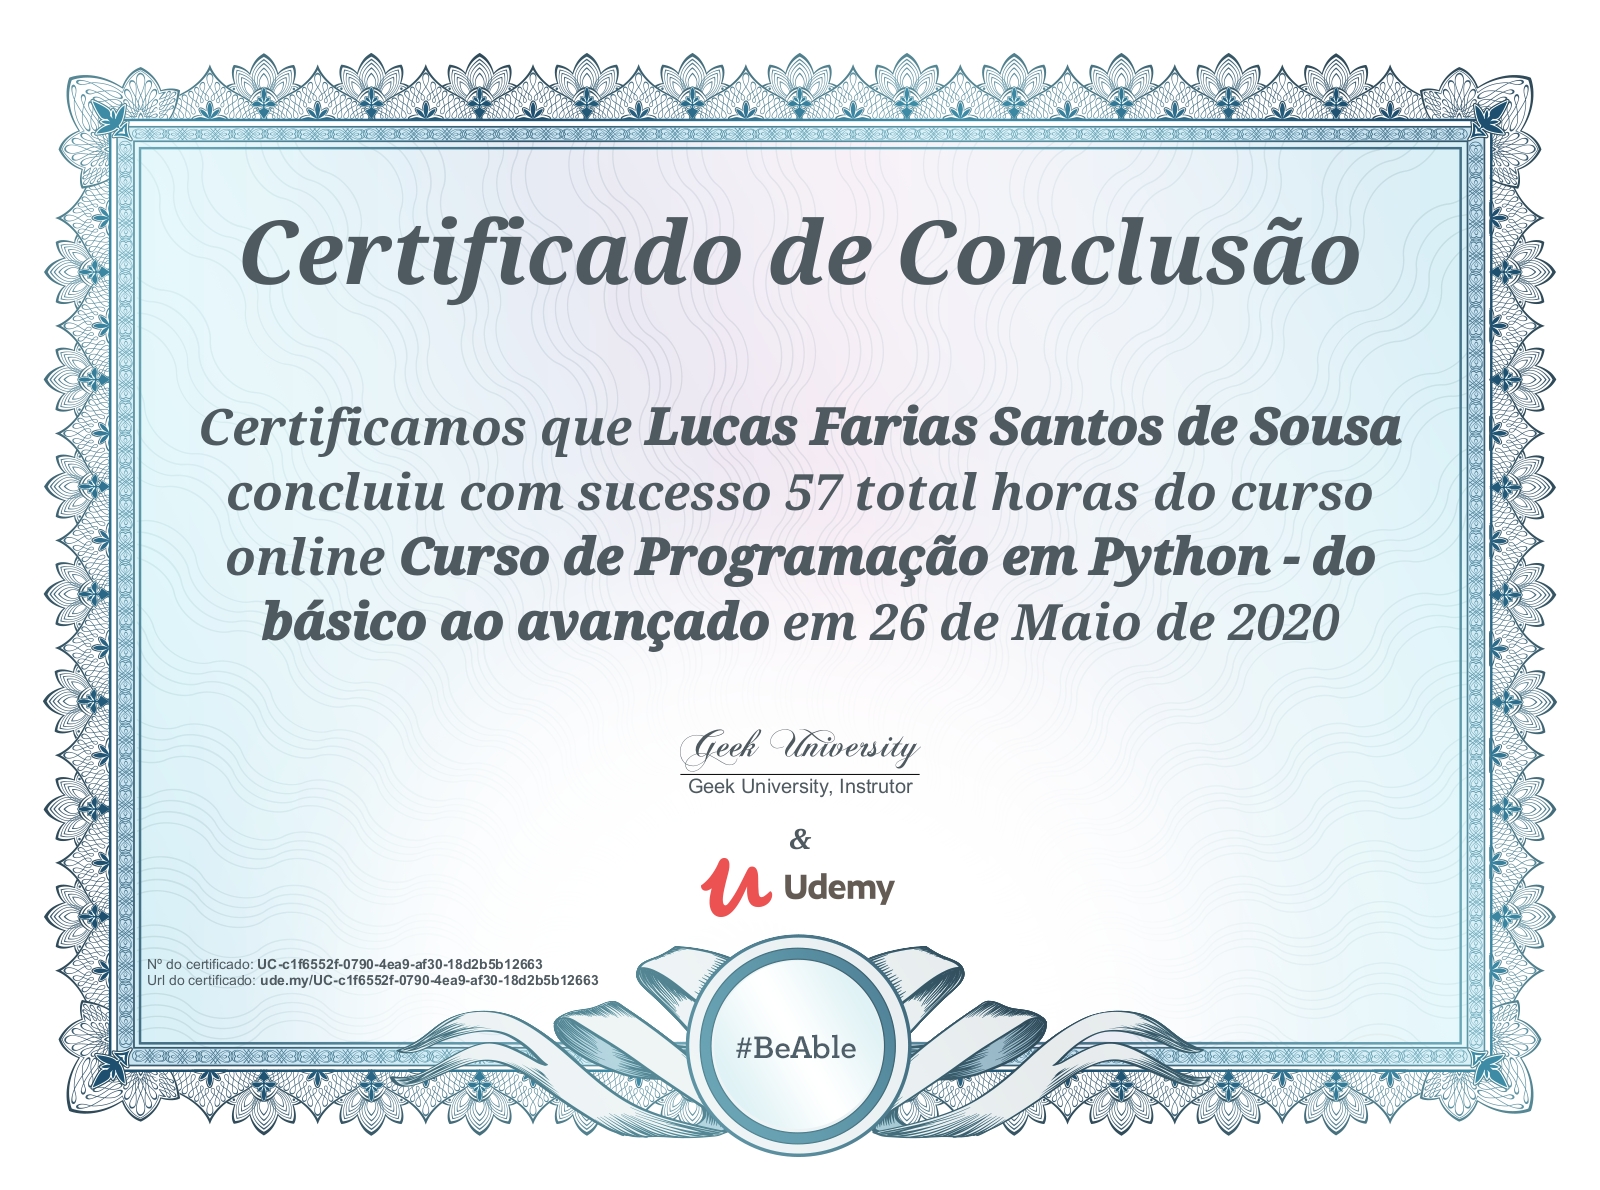 Certificado de Conclusão
Certificamos que Lucas Farias Santos de Sousa
concluiu com sucesso 57 total horas do curso
online Curso de Programação em Python - do
básico ao avançado em 26 de Maio de 2020
Geek University
Geek University, Instrutor
&
Udemy
Nº do certificado: UC-c1f6552f-0790-4ea9-af30-18d2b5b12663
Url do certificado: ude.my/UC-c1f6552f-0790-4ea9-af30-18d2b5b12663
#BeAble